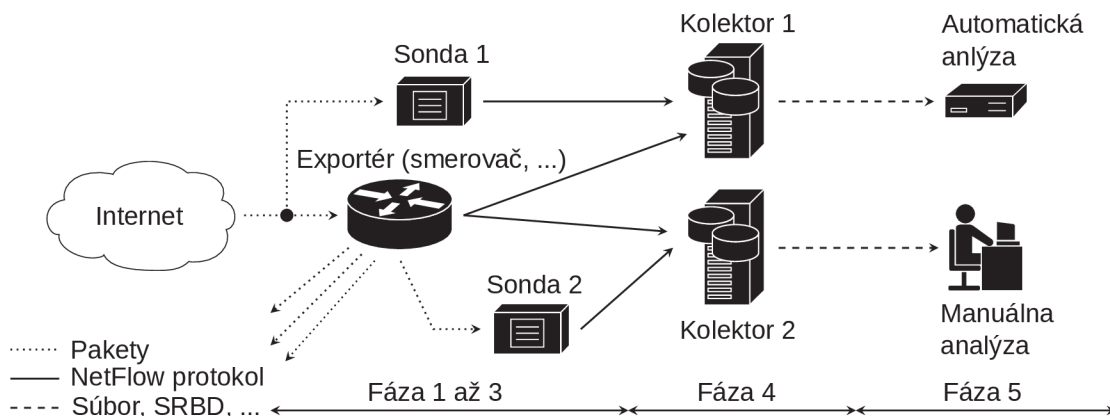 Kolektor 1
Automatická
anlýza
Sonda 1
Exportér (smerovač, ...)
Internet
Sonda 2
Kolektor 2
Manuálna
analýza
Pakety
NetFlow protokol
Súbor, SRBD, ...
Fáza 1 až 3
Fáza 4
Fáza 5